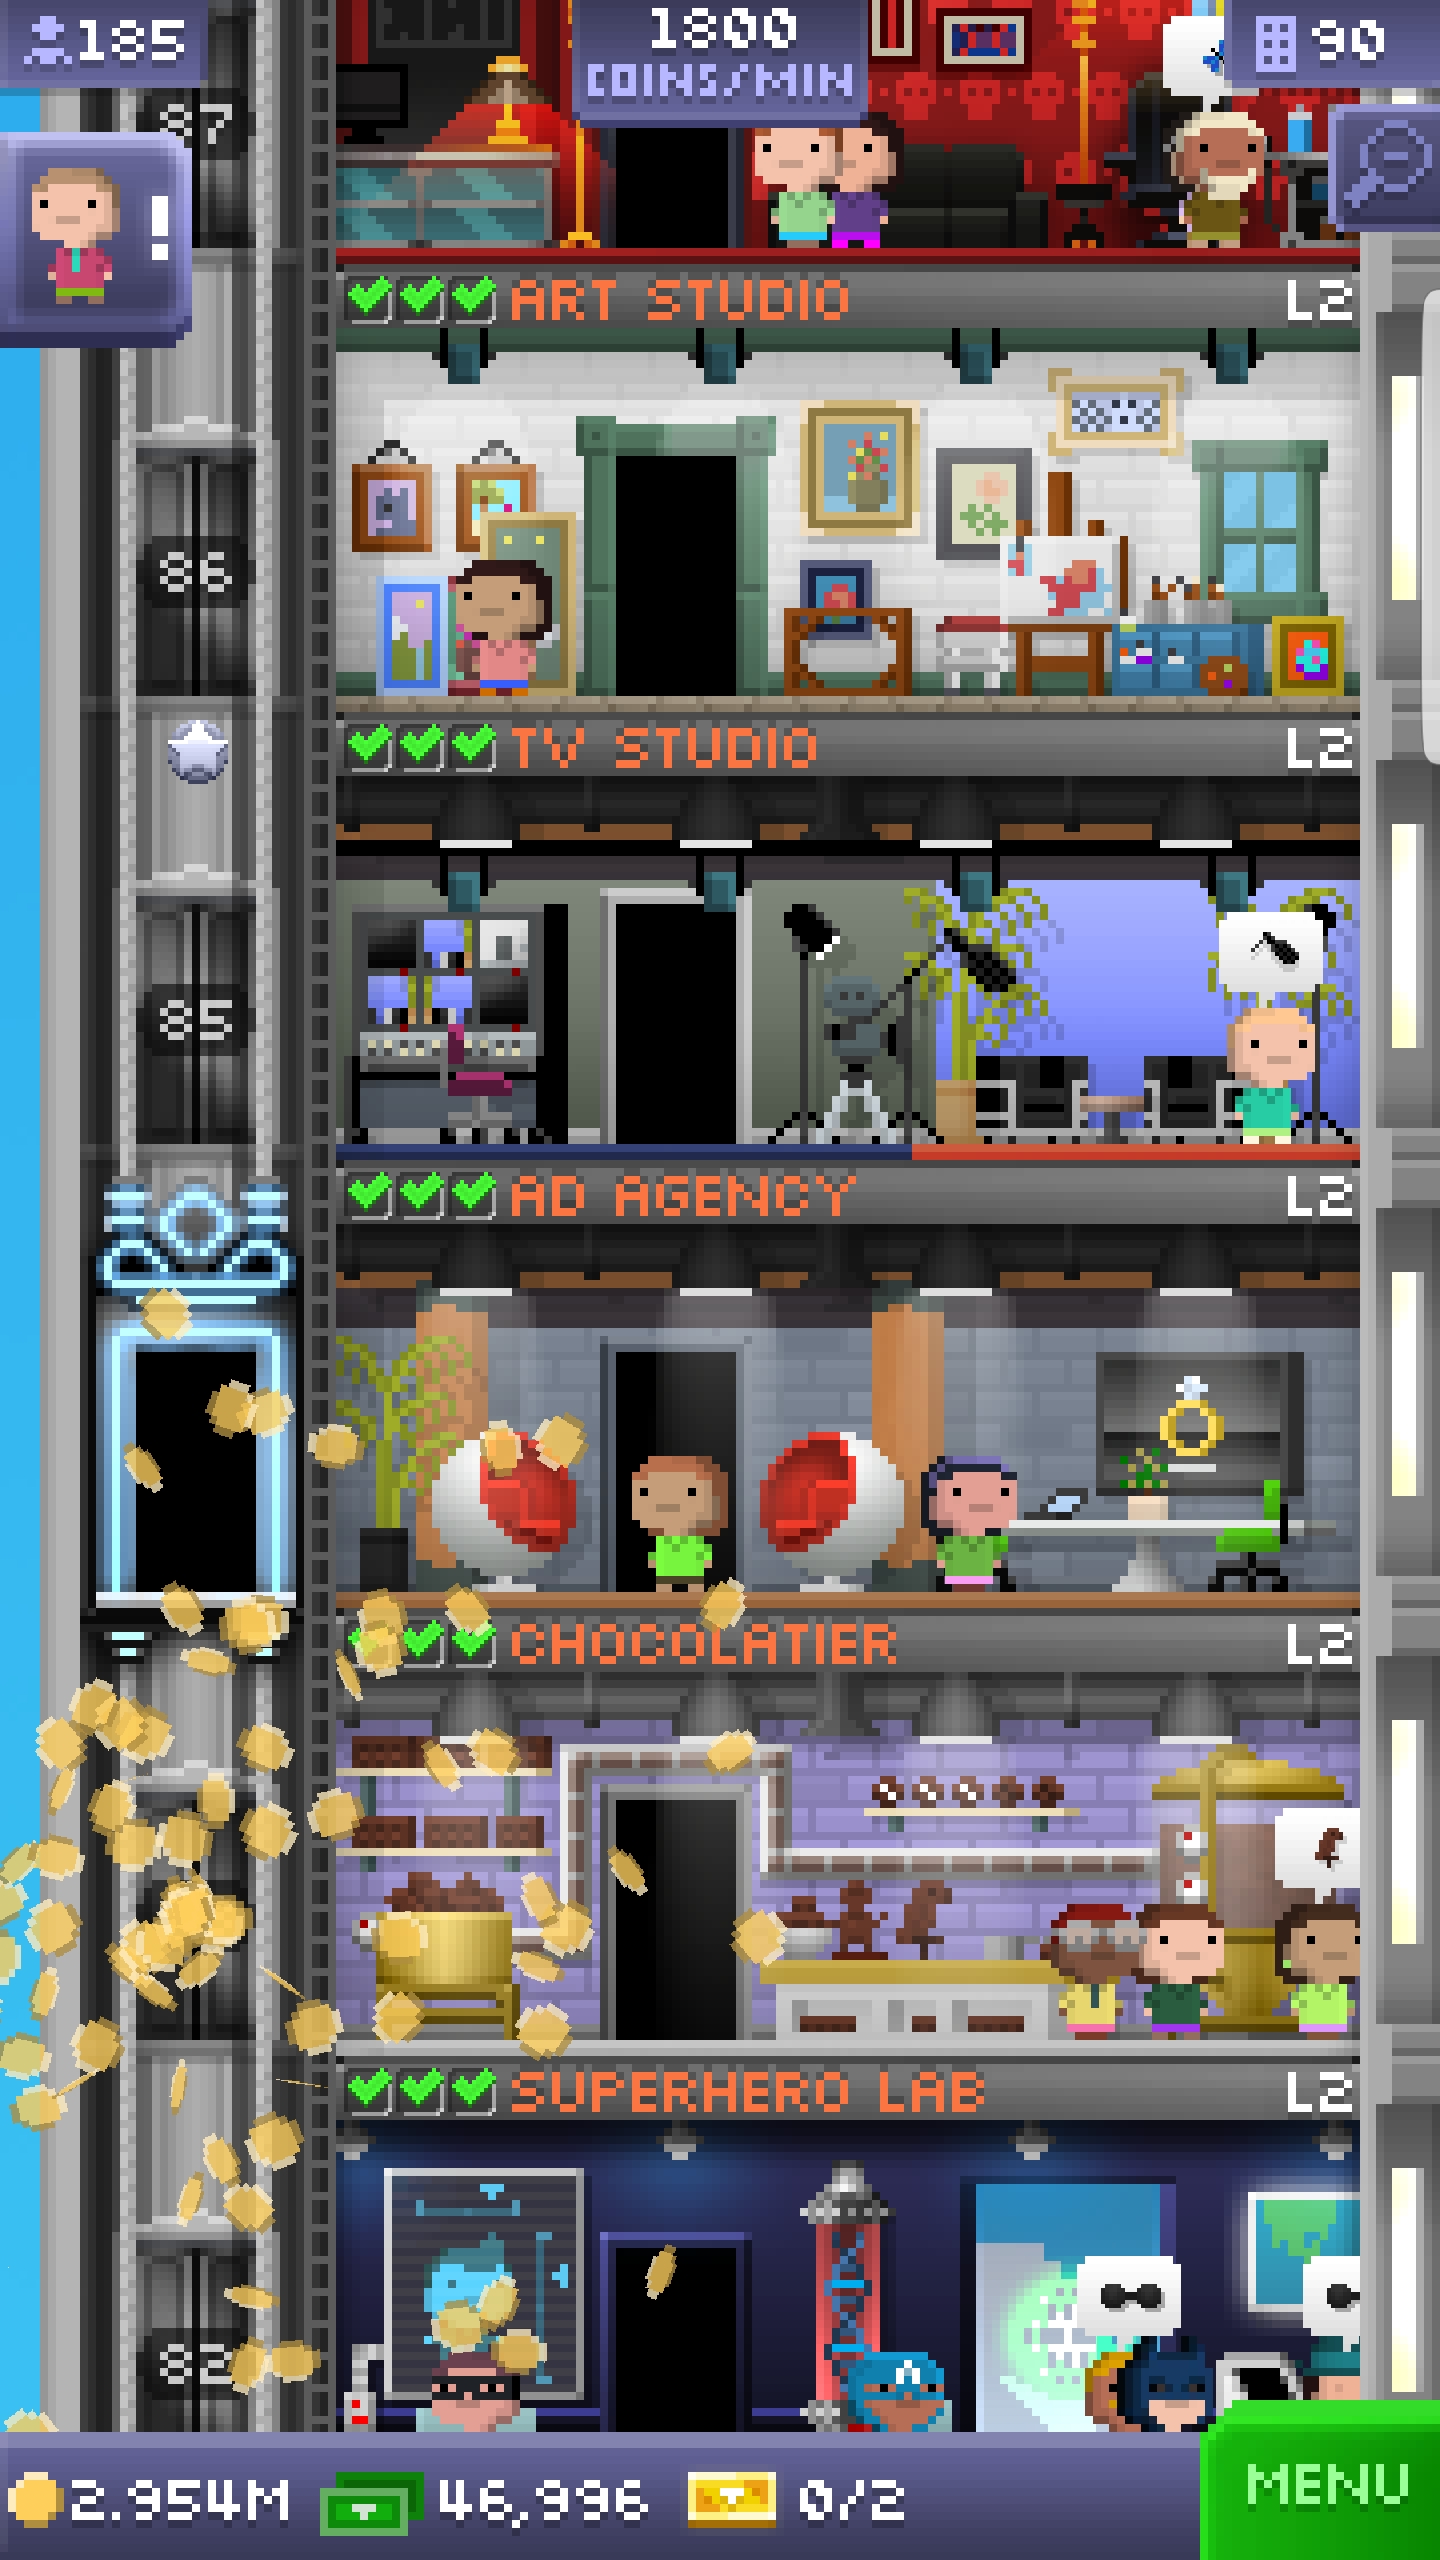 185
1800
COINS/MIN
90
87
!
ART STUDIO L2
86
TV STUDIO L2
85
AD AGENCY L2
CHOCOLATIER L2
SUPERHERO LAB L2
82
2.954M 46,996 0/2
MENU